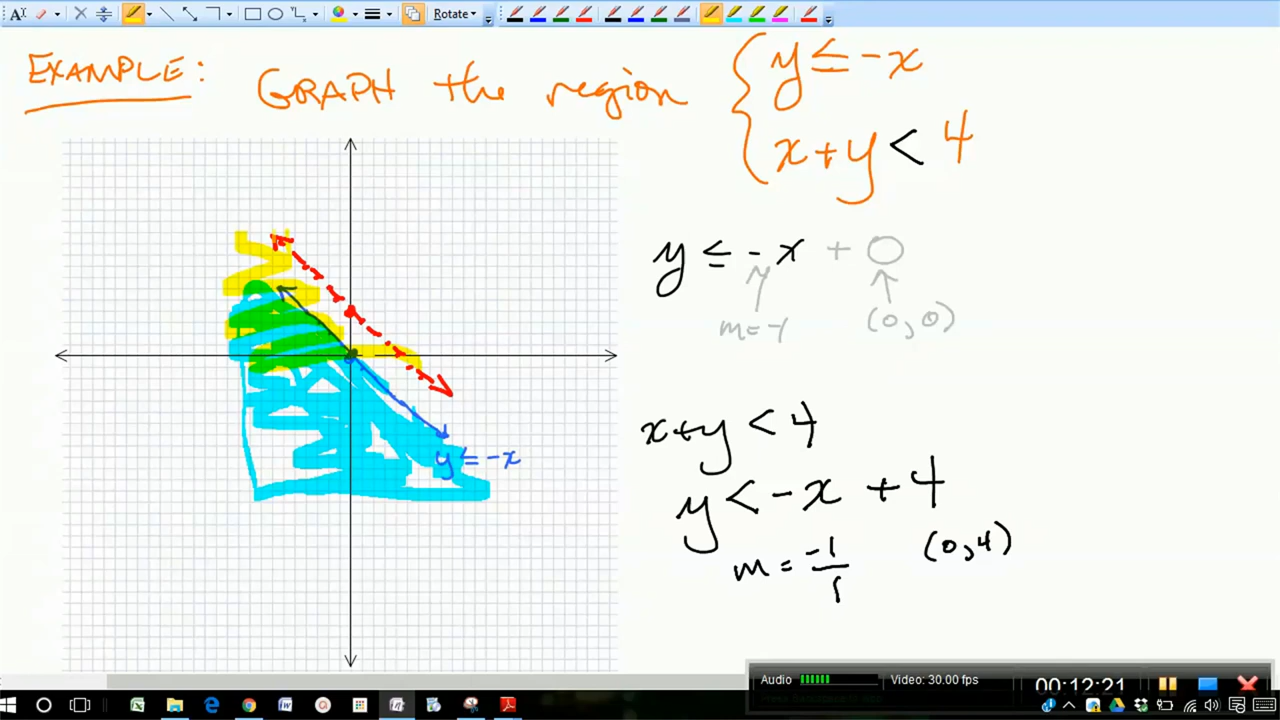 Rotate
EXAMPLE: GRAPH the region
y ≤ -x
x+y < 4
y ≤ -x + 0
m=-1 (0,0)
x+y < 4
y < -x + 4
m = -1/1 (0,4)
y ≤ -x
Audio Video: 30.00 fps
00:12:21